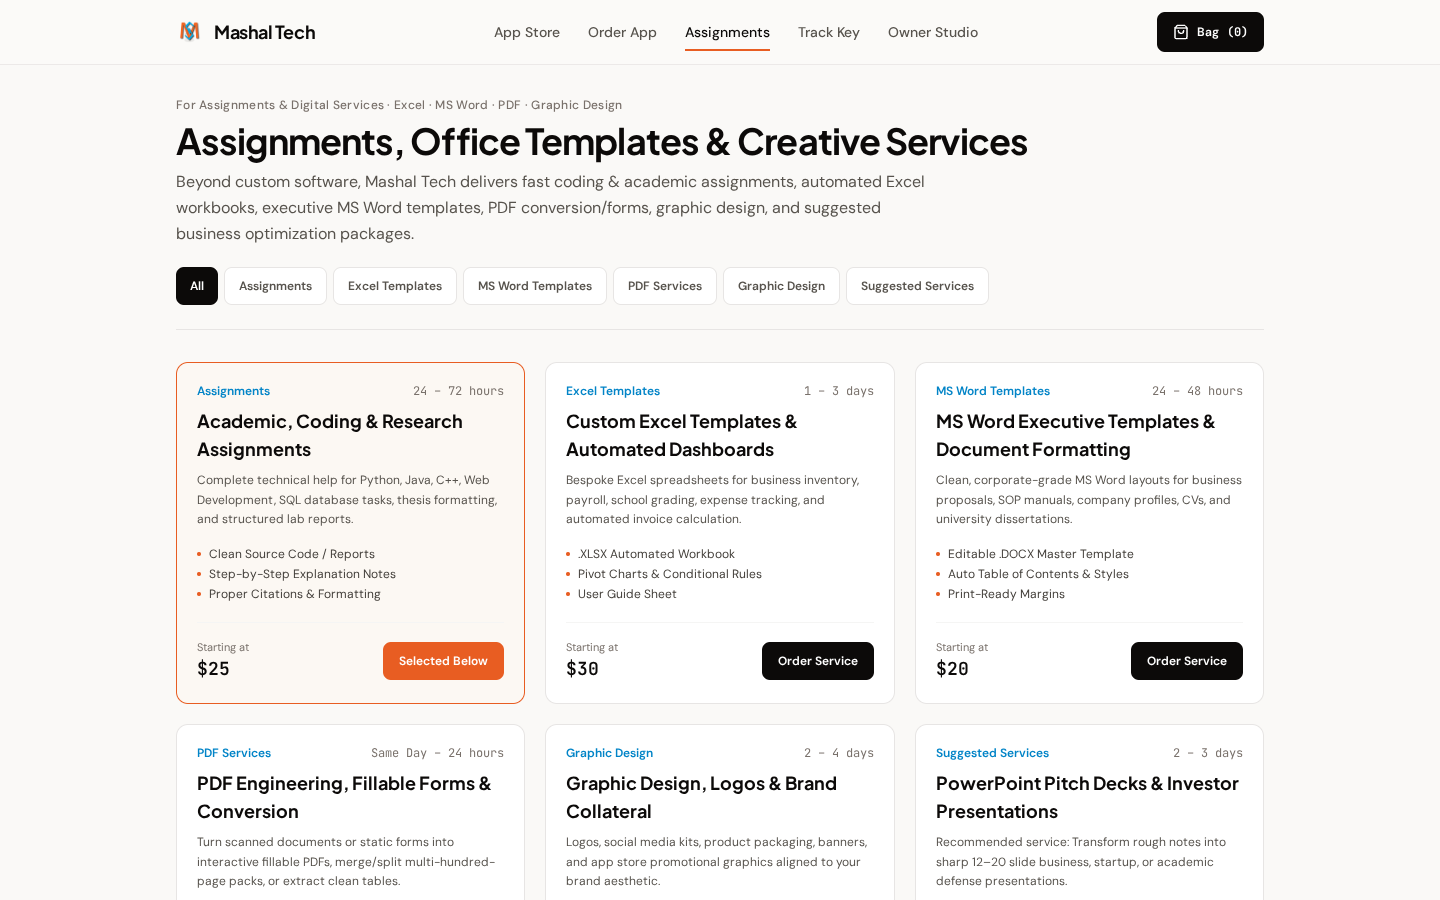 Mashal Tech
App Store
Order App
Assignments
Track Key
Owner Studio
Bag (0)
For Assignments & Digital Services · Excel · MS Word · PDF · Graphic Design
Assignments, Office Templates & Creative Services
Beyond custom software, Mashal Tech delivers fast coding & academic assignments, automated Excel
workbooks, executive MS Word templates, PDF conversion/forms, graphic design, and suggested
business optimization packages.
All
Assignments
Excel Templates
MS Word Templates
PDF Services
Graphic Design
Suggested Services
Assignments
24 – 72 hours
Academic, Coding & Research
Assignments
Complete technical help for Python, Java, C++, Web
Development, SQL database tasks, thesis formatting,
and structured lab reports.
• Clean Source Code / Reports
• Step-by-Step Explanation Notes
• Proper Citations & Formatting
Starting at
$25
Selected Below
Excel Templates
1 – 3 days
Custom Excel Templates &
Automated Dashboards
Bespoke Excel spreadsheets for business inventory,
payroll, school grading, expense tracking, and
automated invoice calculation.
• .XLSX Automated Workbook
• Pivot Charts & Conditional Rules
• User Guide Sheet
Starting at
$30
Order Service
MS Word Templates
24 – 48 hours
MS Word Executive Templates &
Document Formatting
Clean, corporate-grade MS Word layouts for business
proposals, SOP manuals, company profiles, CVs, and
university dissertations.
• Editable .DOCX Master Template
• Auto Table of Contents & Styles
• Print-Ready Margins
Starting at
$20
Order Service
PDF Services
Same Day – 24 hours
PDF Engineering, Fillable Forms &
Conversion
Turn scanned documents or static forms into
interactive fillable PDFs, merge/split multi-hundred-
page packs, or extract clean tables.
Graphic Design
2 – 4 days
Graphic Design, Logos & Brand
Collateral
Logos, social media kits, product packaging, banners,
and app store promotional graphics aligned to your
brand aesthetic.
Suggested Services
2 – 3 days
PowerPoint Pitch Decks & Investor
Presentations
Recommended service: Transform rough notes into
sharp 12–20 slide business, startup, or academic
defense presentations.